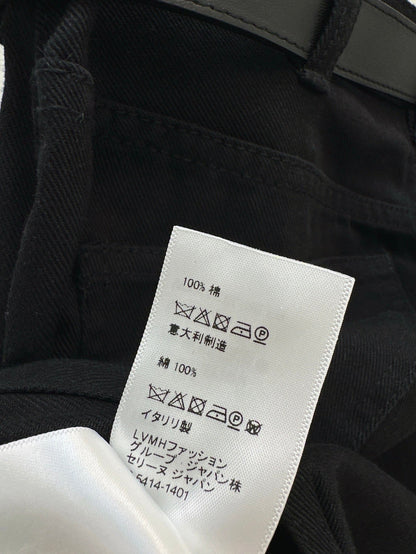 100% 棉
P
意大利制造
綿 100%
P
イタリリ製
LVMHファッション
グループ ジャパン株
セリーヌ ジャパン
5414-1401